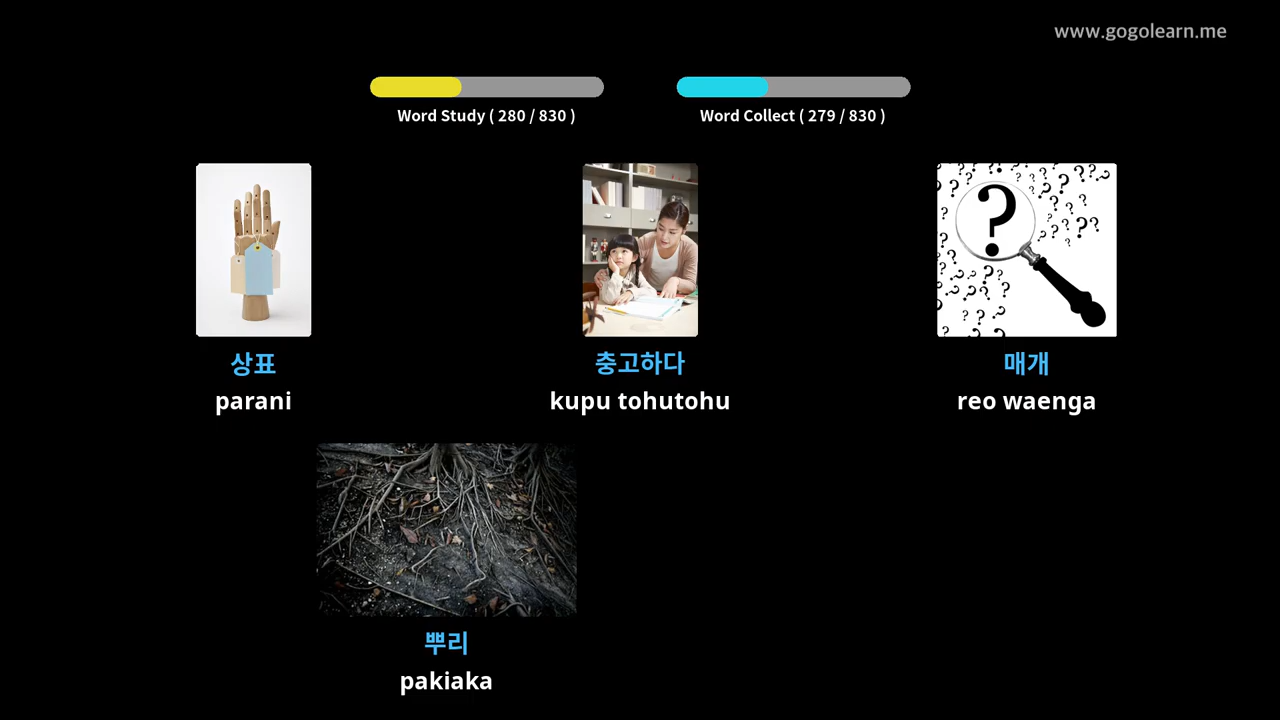 www.gogolearn.me
Word Study ( 280 / 830 )
Word Collect ( 279 / 830 )
상표
parani
충고하다
kupu tohutohu
매개
reo waenga
뿌리
pakiaka